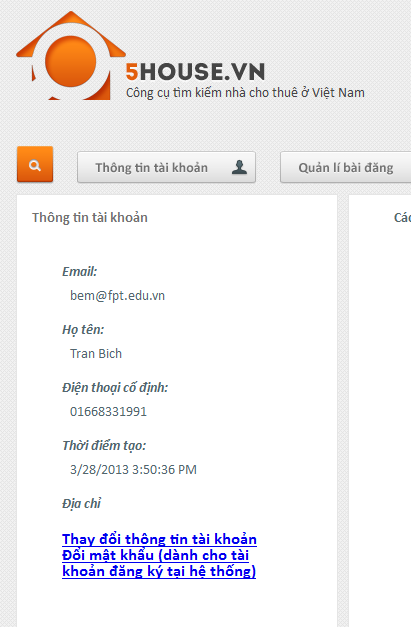 5HOUSE.VN
Công cụ tìm kiếm nhà cho thuê ở Việt Nam
Thông tin tài khoản
Quản lí bài đăng
Thông tin tài khoản
Email:
bem@fpt.edu.vn
Họ tên:
Tran Bich
Điện thoại cố định:
01668331991
Thời điểm tạo:
3/28/2013 3:50:36 PM
Địa chỉ
Thay đổi thông tin tài khoản
Đổi mật khẩu (dành cho tài
khoản đăng ký tại hệ thống)